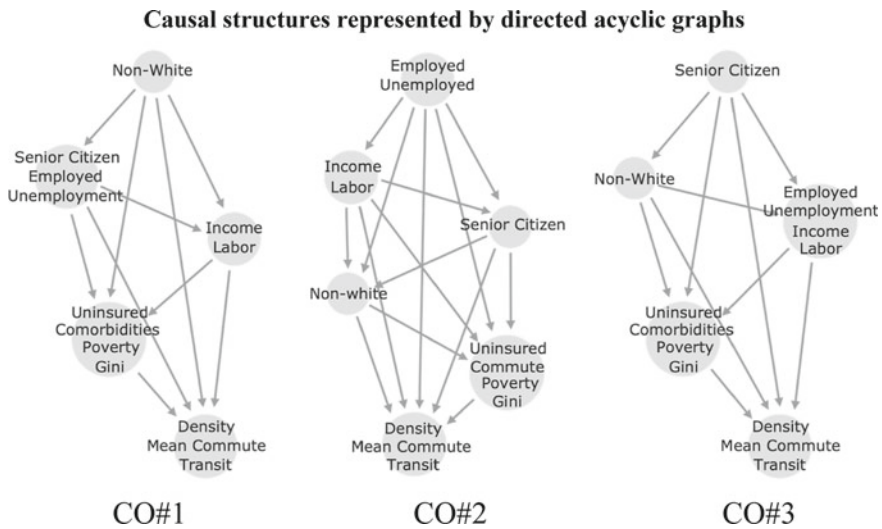 Causal structures represented by directed acyclic graphs
Non-White
Senior Citizen
Employed
Unemployment
Income
Labor
Uninsured
Comorbidities
Poverty
Gini
Density
Mean Commute
Transit
CO#1
Employed
Unemployed
Income
Labor
Senior Citizen
Non-white
Uninsured
Commute
Poverty
Gini
Density
Mean Commute
Transit
CO#2
Senior Citizen
Non-White
Employed
Unemployment
Income
Labor
Uninsured
Comorbidities
Poverty
Gini
Density
Mean Commute
Transit
CO#3